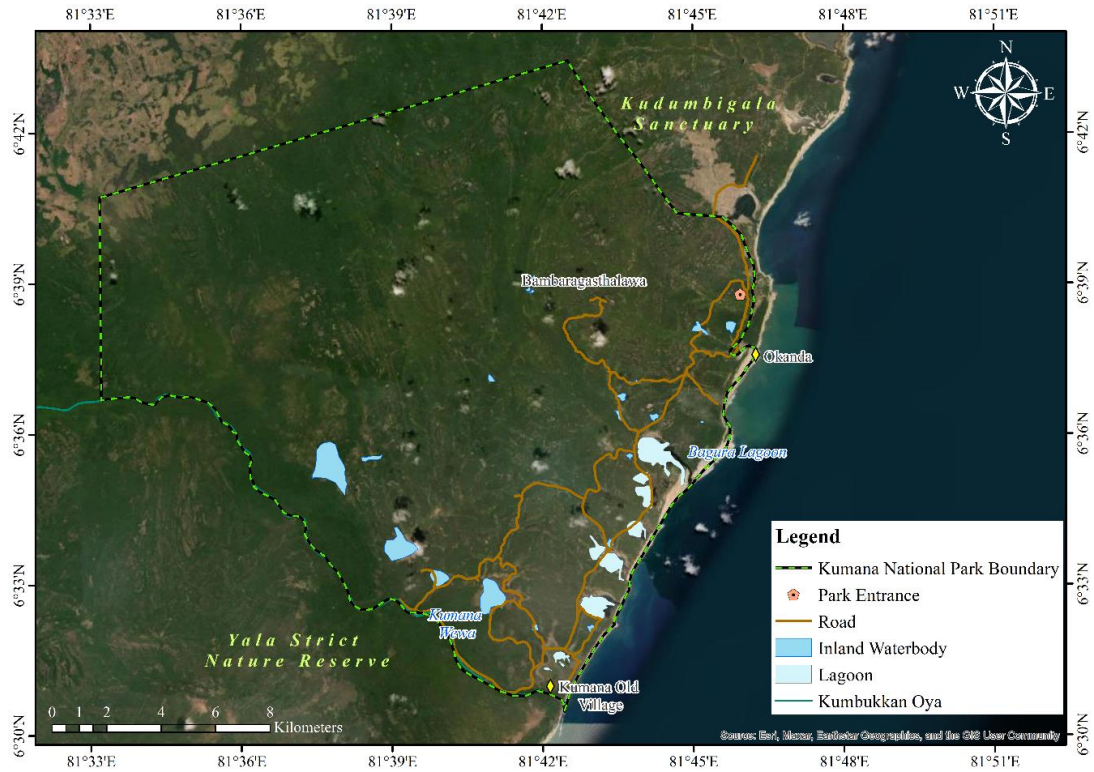 81°33'E 81°36'E 81°39'E 81°42'E 81°45'E 81°48'E 81°51'E
N
W E
S
Kudumbigala
Sanctuary
6°42'N 6°42'N
6°39'N 6°39'N
Bambaragasthalawa
Okanda
6°36'N 6°36'N
Bagura Lagoon
Legend
Kumana National Park Boundary
Park Entrance
Road
Inland Waterbody
Lagoon
Kumbukkan Oya
6°33'N 6°33'N
Kumana
Wewa
Yala Strict
Nature Reserve
Kumana Old
Village
0 1 2 4 6 8
Kilometers
6°30'N 6°30'N
Source: Esri, Maxar, Earthstar Geographics, and the GIS User Community
81°33'E 81°36'E 81°39'E 81°42'E 81°45'E 81°48'E 81°51'E